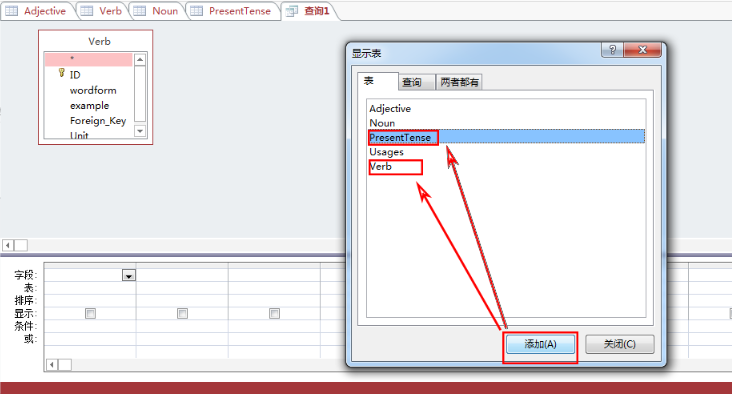 Adjective Verb Noun PresentTense 查询1
Verb
*
ID
wordform
example
Foreign_Key
Unit
显示表
表 查询 两者都有
Adjective
Noun
PresentTense
Usages
Verb
添加(A) 关闭(C)
字段:
表:
排序:
显示:
条件:
或: